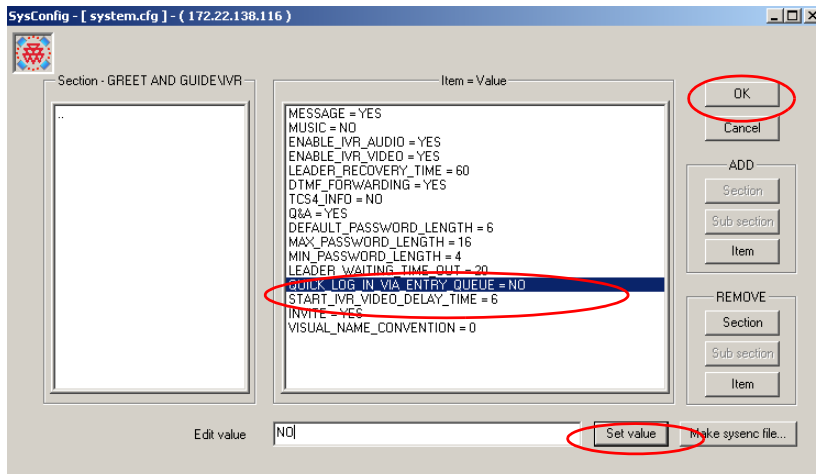 SysConfig - [ system.cfg ] - ( 172.22.138.116 )
Section - GREET AND GUIDE\IVR
..
Item = Value
MESSAGE = YES
MUSIC = NO
ENABLE_IVR_AUDIO = YES
ENABLE_IVR_VIDEO = YES
LEADER_RECOVERY_TIME = 60
DTMF_FORWARDING = YES
TCS4_INFO = NO
Q&A = YES
DEFAULT_PASSWORD_LENGTH = 6
MAX_PASSWORD_LENGTH = 16
MIN_PASSWORD_LENGTH = 4
LEADER_WAITING_TIME_OUT = 20
QUICK_LOG_IN_VIA_ENTRY_QUEUE = NO
START_IVR_VIDEO_DELAY_TIME = 6
INVITE = YES
VISUAL_NAME_CONVENTION = 0
OK
Cancel
ADD
Section
Sub section
Item
REMOVE
Section
Sub section
Item
Edit value
NO
Set value
Make sysenc file...